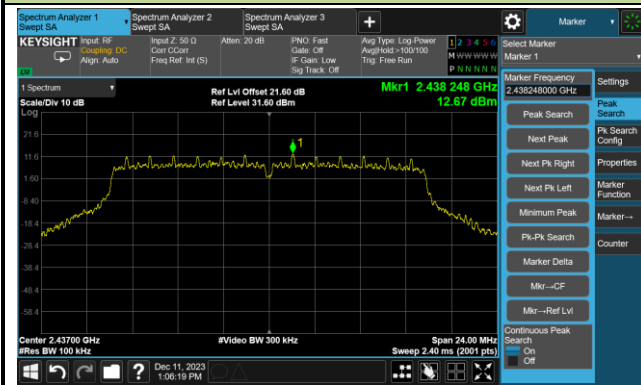 Spectrum Analyzer 1
Swept SA
Spectrum Analyzer 2
Swept SA
Spectrum Analyzer 3
Swept SA
+
Marker
KEYSIGHT
Input: RF
Coupling: DC
Align: Auto
Input Z: 50 Ω
Corr CCorr
Freq Ref: Int (S)
Atten: 20 dB
PNO: Fast
Gate: Off
IF Gain: Low
Sig Track: Off
Avg Type: Log-Power
Avg|Hold:>100/100
Trig: Free Run
1 2 3 4 5 6
M W W W W W
P N N N N N
Select Marker
Marker 1
LXI
1 Spectrum
Scale/Div 10 dB
Log
Ref Lvl Offset 21.60 dB
Ref Level 31.60 dBm
Mkr1 2.438 248 GHz
12.67 dBm
1
21.6
11.6
1.60
-8.40
-18.4
-28.4
-38.4
-48.4
-58.4
Center 2.43700 GHz
#Res BW 100 kHz
#Video BW 300 kHz
Span 24.00 MHz
Sweep 2.40 ms (2001 pts)
Marker Frequency
2.438248000 GHz
Peak Search
Next Peak
Next Pk Right
Next Pk Left
Minimum Peak
Pk-Pk Search
Marker Delta
Mkr→CF
Mkr→Ref Lvl
Continuous Peak
Search
On
Off
Settings
Peak
Search
Pk Search
Config
Properties
Marker
Function
Marker→
Counter
?
Dec 11, 2023
1:06:19 PM